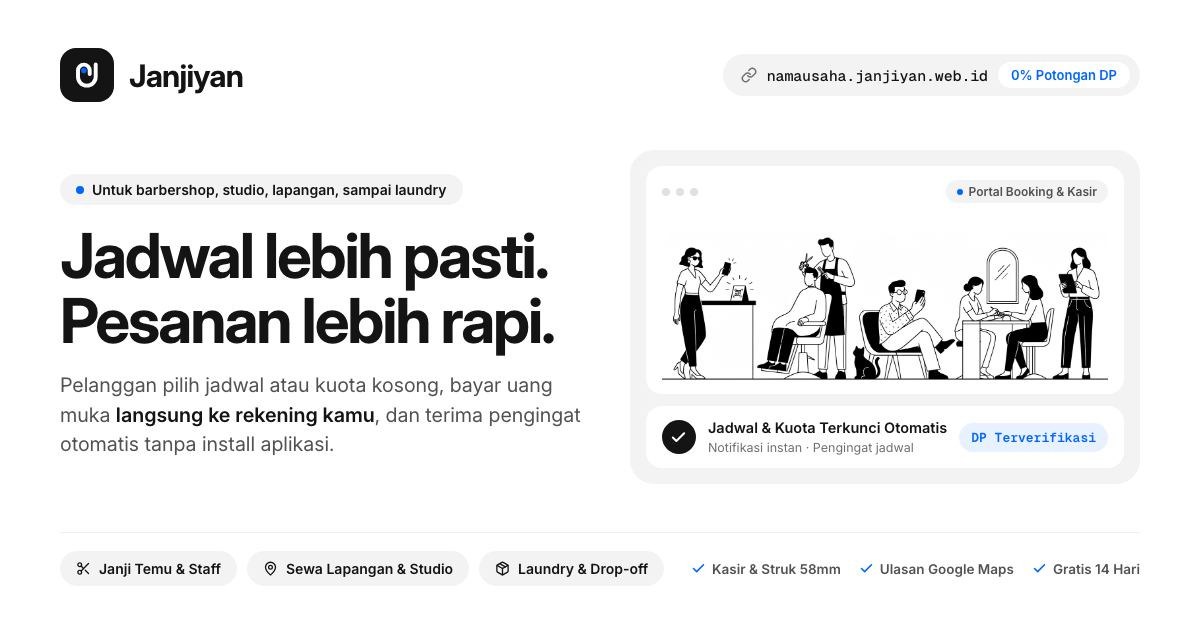 Janjiyan
namausaha.janjiyan.web.id
0% Potongan DP
Untuk barbershop, studio, lapangan, sampai laundry
Jadwal lebih pasti.
Pesanan lebih rapi.
Pelanggan pilih jadwal atau kuota kosong, bayar uang
muka langsung ke rekening kamu, dan terima pengingat
otomatis tanpa install aplikasi.
Portal Booking & Kasir
Jadwal & Kuota Terkunci Otomatis
Notifikasi instan · Pengingat jadwal
DP Terverifikasi
Janji Temu & Staff
Sewa Lapangan & Studio
Laundry & Drop-off
Kasir & Struk 58mm
Ulasan Google Maps
Gratis 14 Hari